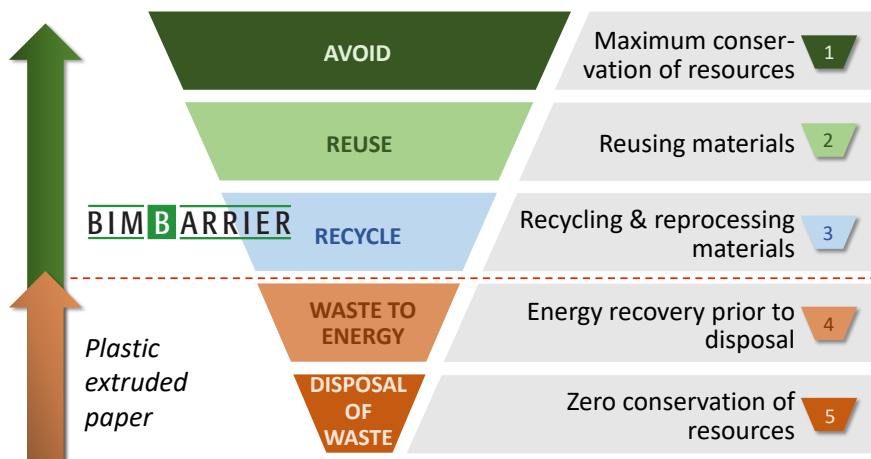 AVOID
Maximum conser-
vation of resources
1
REUSE
Reusing materials
2
BIMBARRIER
RECYCLE
Recycling & reprocessing
materials
3
WASTE TO
ENERGY
Energy recovery prior to
disposal
4
Plastic
extruded
paper
DISPOSAL
OF
WASTE
Zero conservation of
resources
5